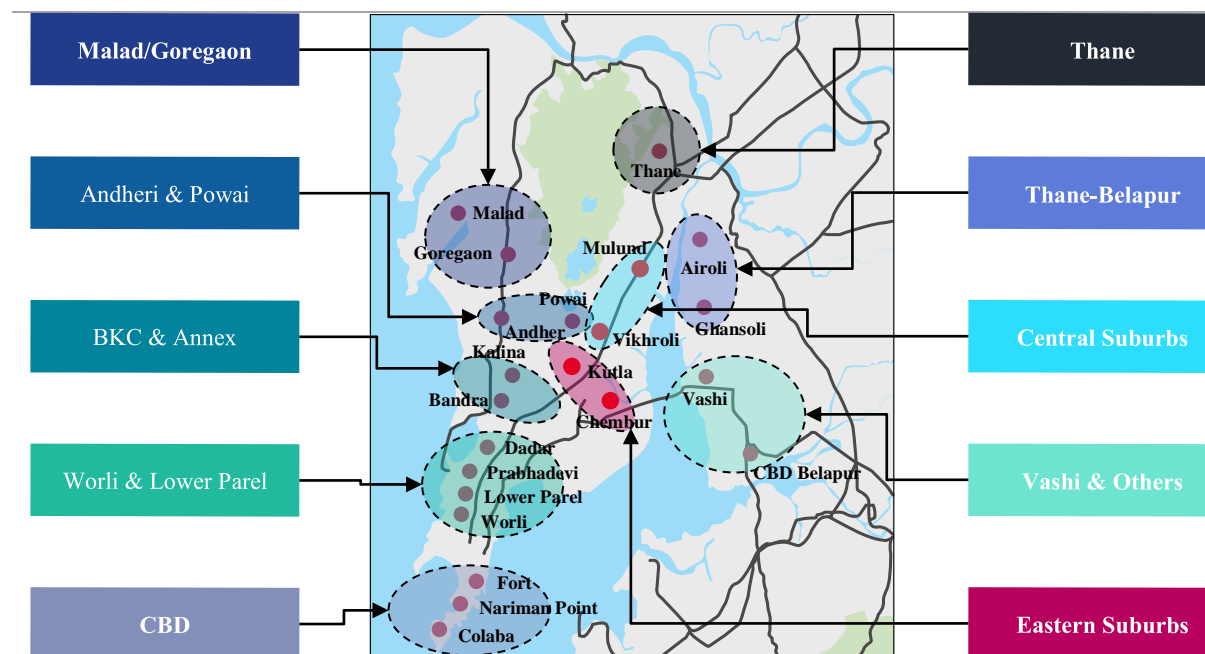 Malad/Goregaon
Thane
Thane
Andheri & Powai
Thane-Belapur
Malad
Goregaon
Mulund
Airoli
Powai
Andher
Ghansoli
Vikhroli
BKC & Annex
Central Suburbs
Kalina
Kutla
Bandra
Vashi
Chembur
Dadar
Prabhadevi
CBD Belapur
Lower Parel
Worli
Worli & Lower Parel
Vashi & Others
Fort
Nariman Point
Colaba
CBD
Eastern Suburbs